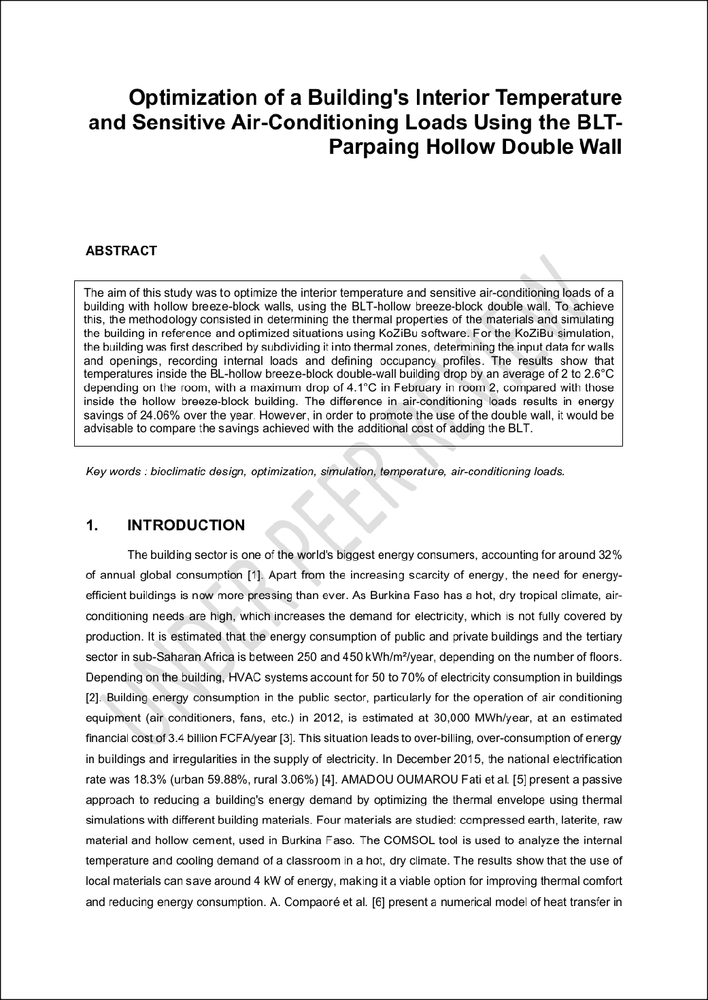 Optimization of a Building's Interior Temperature
and Sensitive Air-Conditioning Loads Using the BLT-
Parpaing Hollow Double Wall
ABSTRACT
The aim of this study was to optimize the interior temperature and sensitive air-conditioning loads of a
building with hollow breeze-block walls, using the BLT-hollow breeze-block double wall. To achieve
this, the methodology consisted in determining the thermal properties of the materials and simulating
the building in reference and optimized situations using KoZiBu software. For the KoZiBu simulation,
the building was first described by subdividing it into thermal zones, determining the input data for walls
and openings, recording internal loads and defining occupancy profiles. The results show that
temperatures inside the BL-hollow breeze-block double-wall building drop by an average of 2 to 2.6°C
depending on the room, with a maximum drop of 4.1°C in February in room 2, compared with those
inside the hollow breeze-block building. The difference in air-conditioning loads results in energy
savings of 24.06% over the year. However, in order to promote the use of the double wall, it would be
advisable to compare the savings achieved with the additional cost of adding the BLT.
Key words : bioclimatic design, optimization, simulation, temperature, air-conditioning loads.
1. INTRODUCTION
The building sector is one of the world's biggest energy consumers, accounting for around 32%
of annual global consumption [1]. Apart from the increasing scarcity of energy, the need for energy-
efficient buildings is now more pressing than ever. As Burkina Faso has a hot, dry tropical climate, air-
conditioning needs are high, which increases the demand for electricity, which is not fully covered by
production. It is estimated that the energy consumption of public and private buildings and the tertiary
sector in sub-Saharan Africa is between 250 and 450 kWh/m²/year, depending on the number of floors.
Depending on the building, HVAC systems account for 50 to 70% of electricity consumption in buildings
[2]. Building energy consumption in the public sector, particularly for the operation of air conditioning
equipment (air conditioners, fans, etc.) in 2012, is estimated at 30,000 MWh/year, at an estimated
financial cost of 3.4 billion FCFA/year [3]. This situation leads to over-billing, over-consumption of energy
in buildings and irregularities in the supply of electricity. In December 2015, the national electrification
rate was 18.3% (urban 59.88%, rural 3.06%) [4]. AMADOU OUMAROU Fati et al. [5] present a passive
approach to reducing a building's energy demand by optimizing the thermal envelope using thermal
simulations with different building materials. Four materials are studied: compressed earth, laterite, raw
material and hollow cement, used in Burkina Faso. The COMSOL tool is used to analyze the internal
temperature and cooling demand of a classroom in a hot, dry climate. The results show that the use of
local materials can save around 4 kW of energy, making it a viable option for improving thermal comfort
and reducing energy consumption. A. Compaoré et al. [6] present a numerical model of heat transfer in
UNDER PEER REVIEW